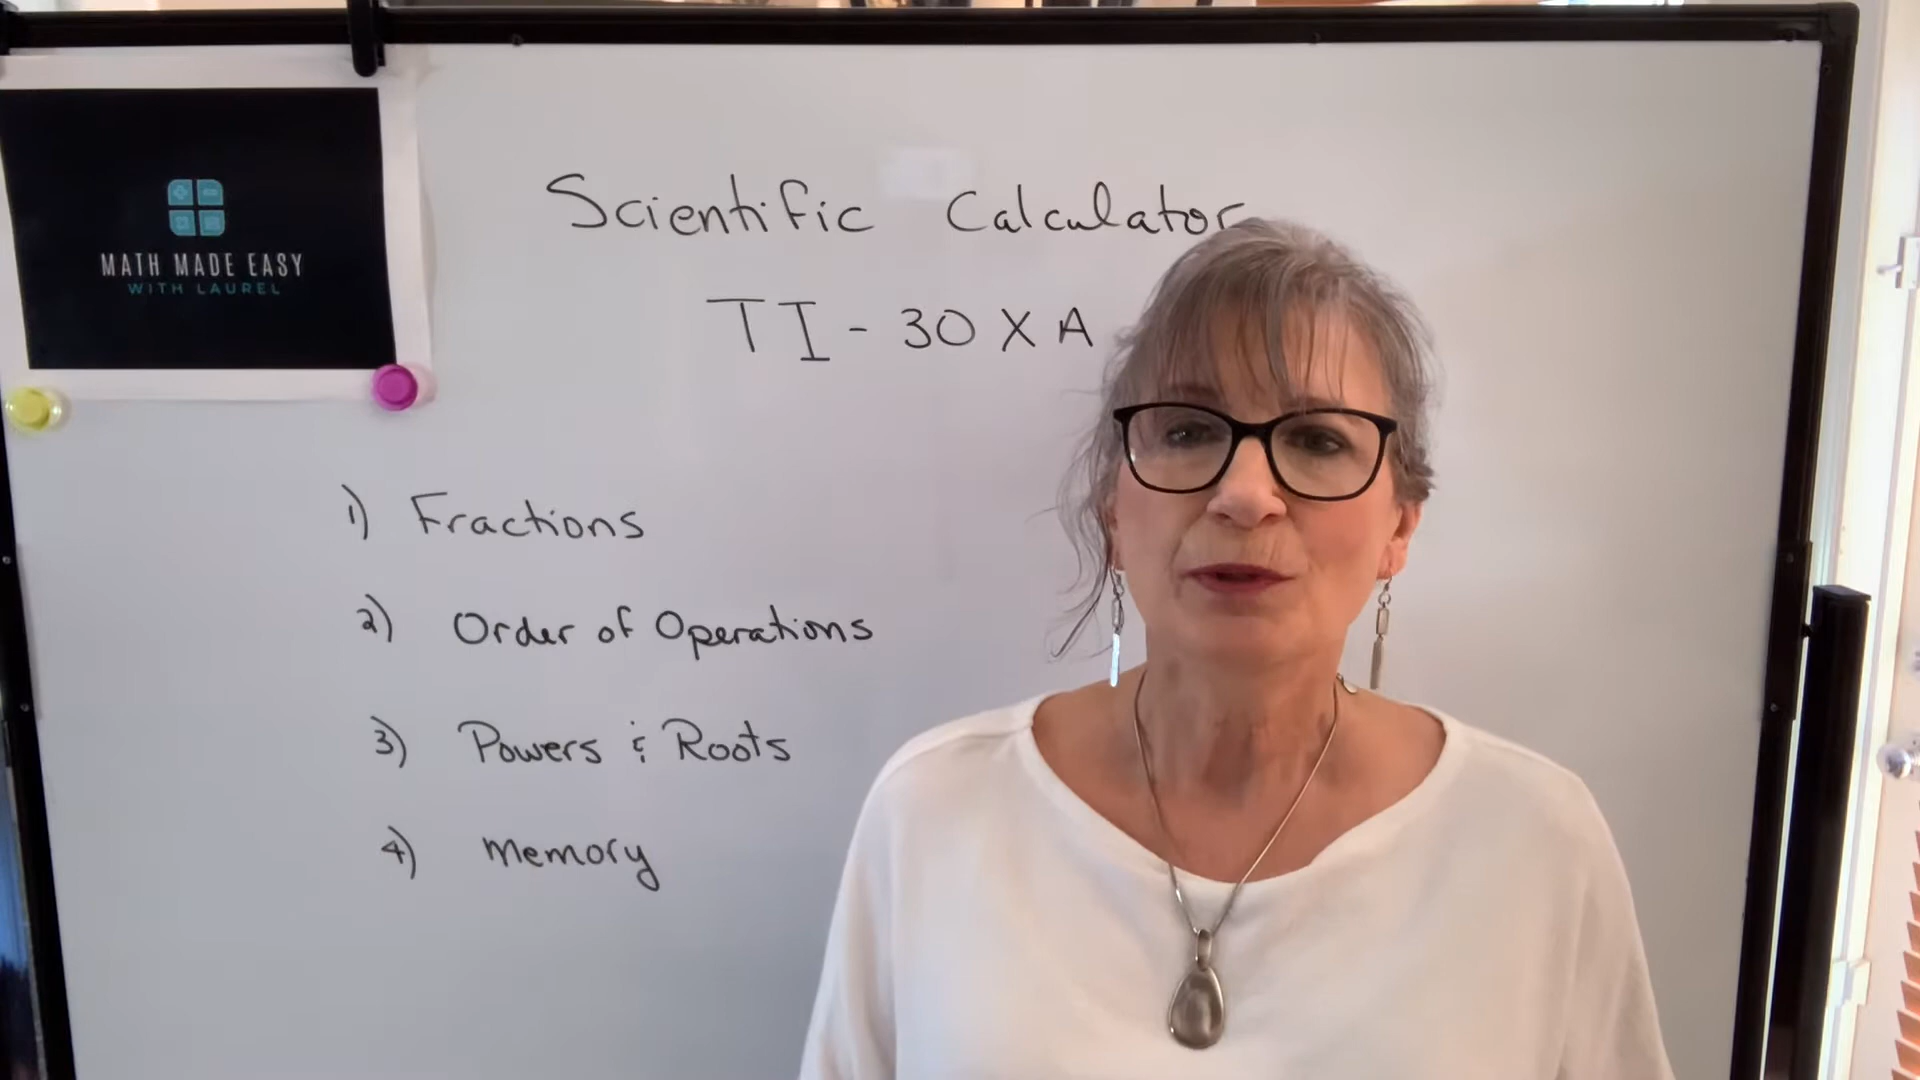 MATH MADE EASY
WITH LAUREL
Scientific Calculator
TI-30XA
1) Fractions
2) Order of Operations
3) Powers & Roots
4) Memory